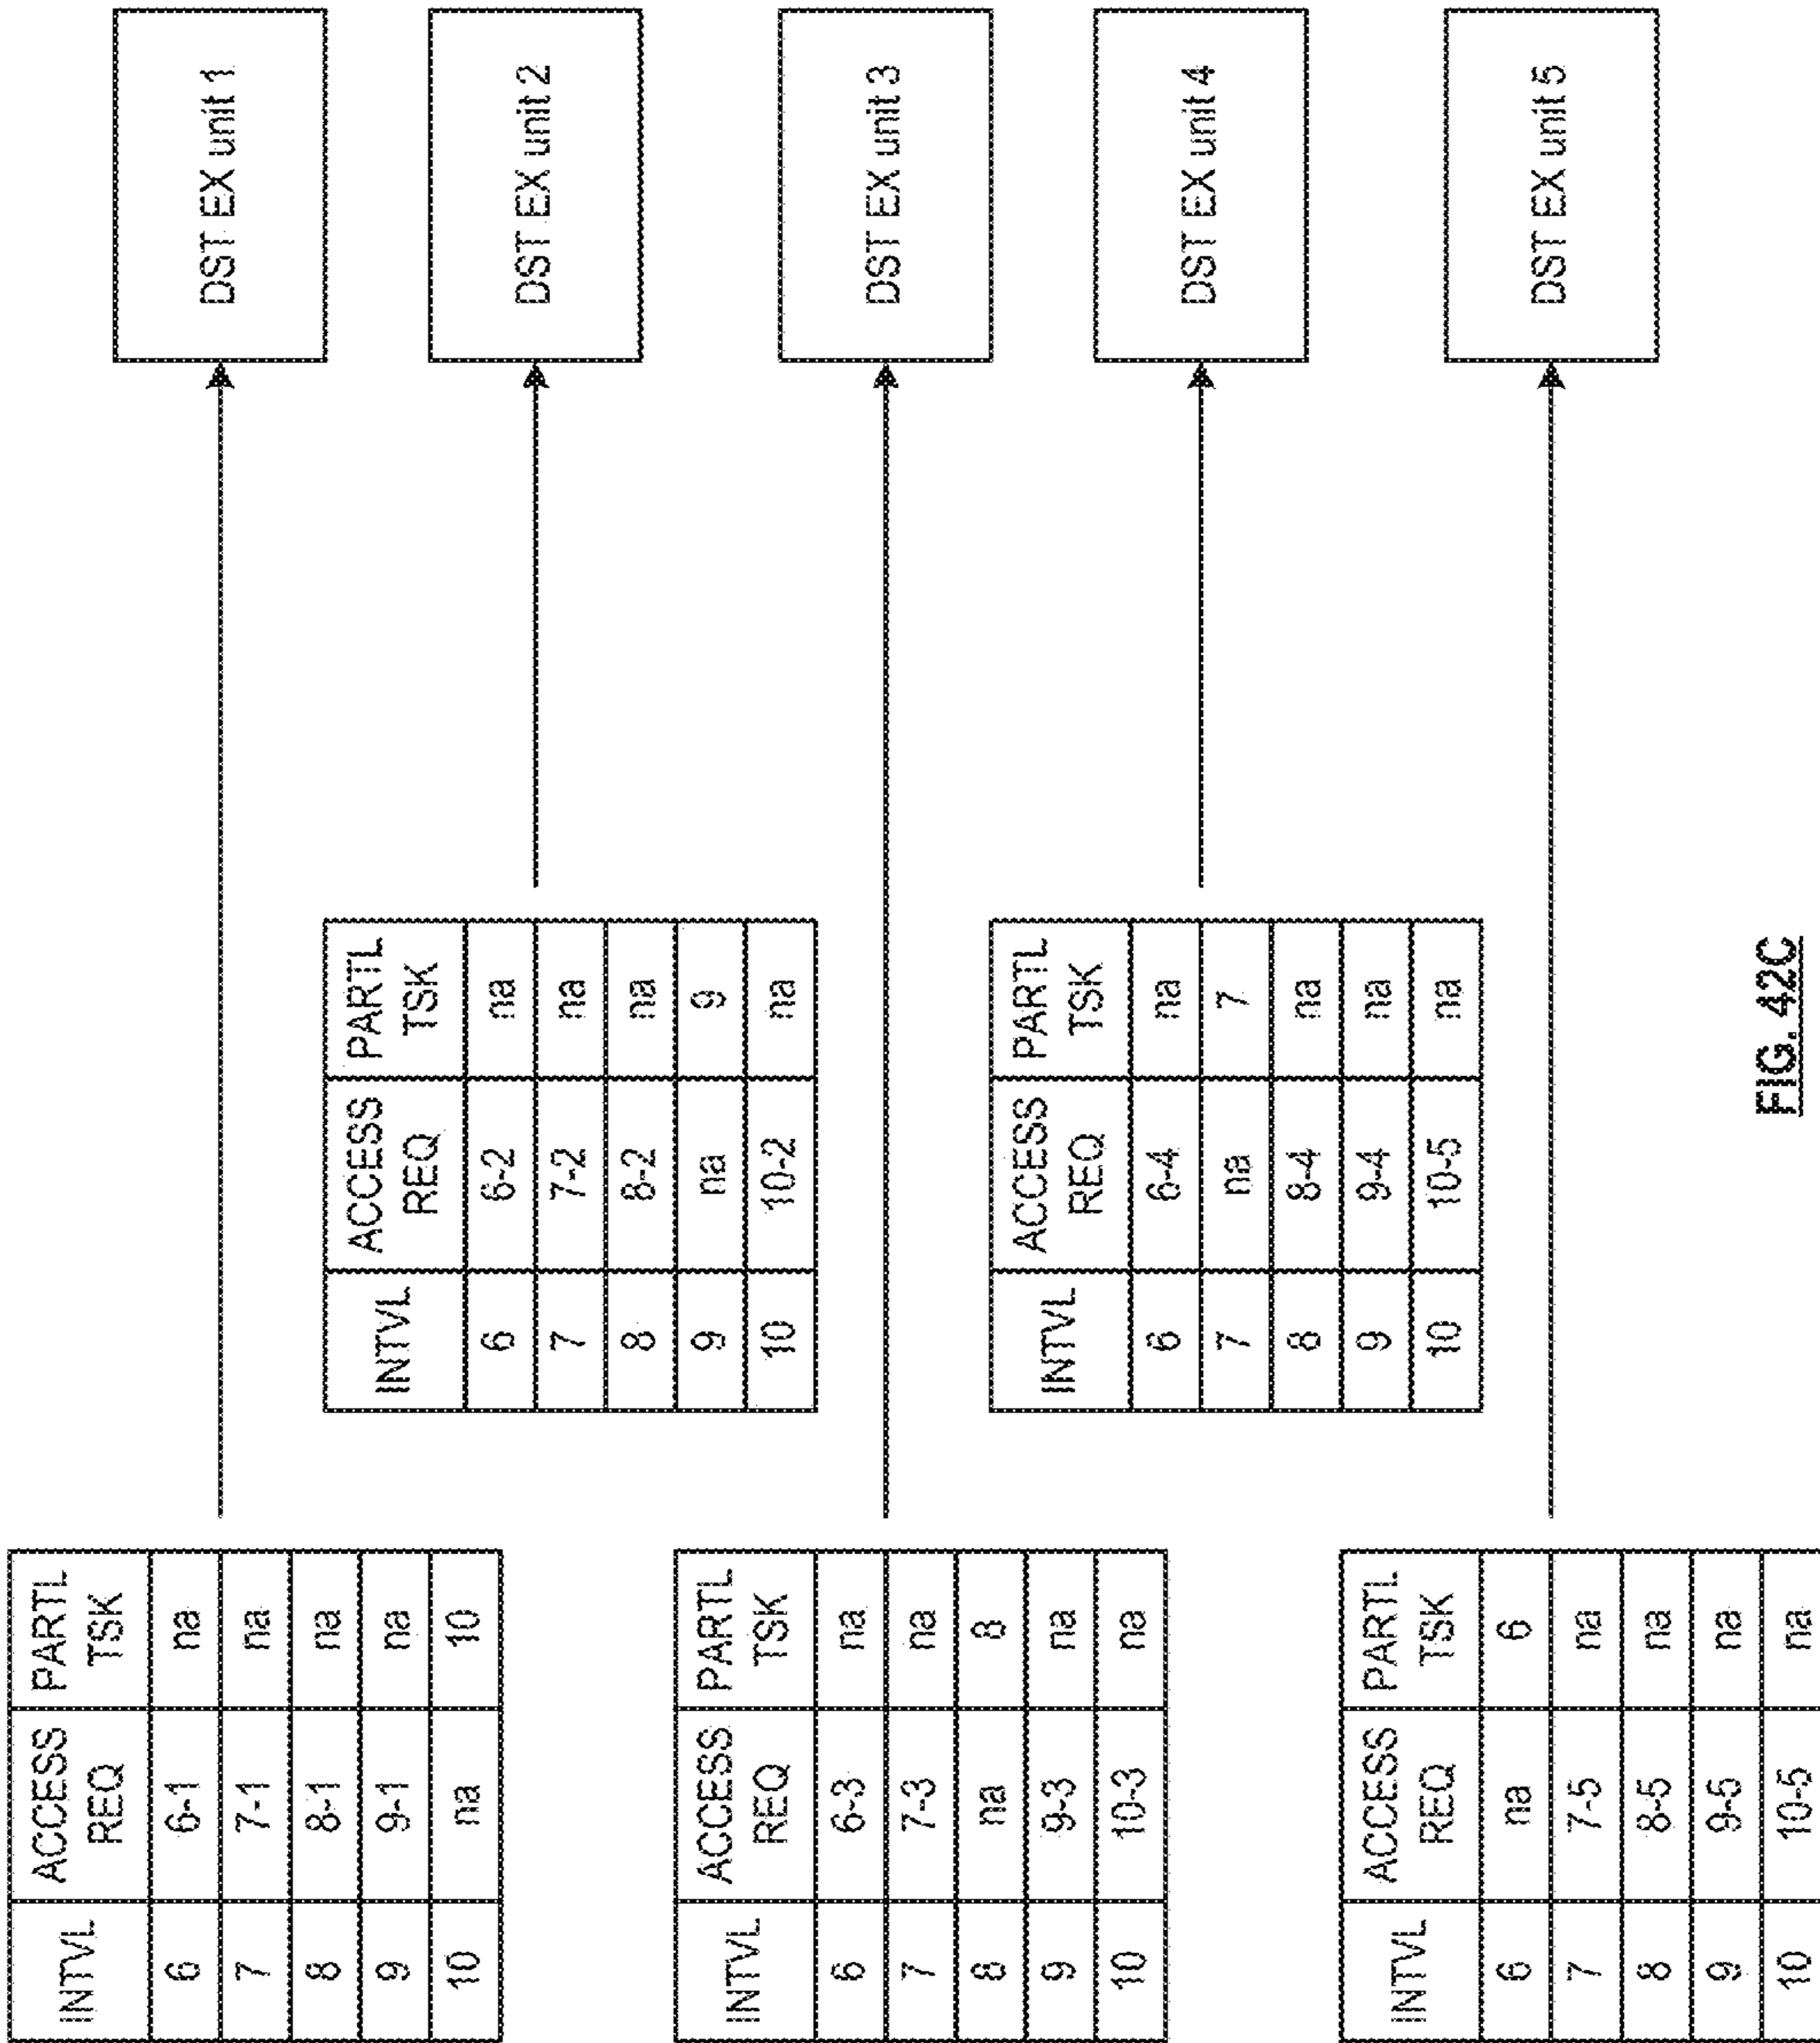 INTVL ACCESS REQ PARTL TSK
6 6-1 na
7 7-1 na
8 8-1 na
9 9-1 na
10 na 10
DST EX unit 1
INTVL ACCESS REQ PARTL TSK
6 6-2 na
7 7-2 na
8 8-2 na
9 na 9
10 10-2 na
DST EX unit 2
INTVL ACCESS REQ PARTL TSK
6 6-3 na
7 7-3 na
8 na 8
9 9-3 na
10 10-3 na
DST EX unit 3
INTVL ACCESS REQ PARTL TSK
6 6-4 na
7 na 7
8 8-4 na
9 9-4 na
10 10-5 na
DST EX unit 4
INTVL ACCESS REQ PARTL TSK
6 na 6
7 7-5 na
8 8-5 na
9 9-5 na
10 10-5 na
DST EX unit 5
FIG. 42C